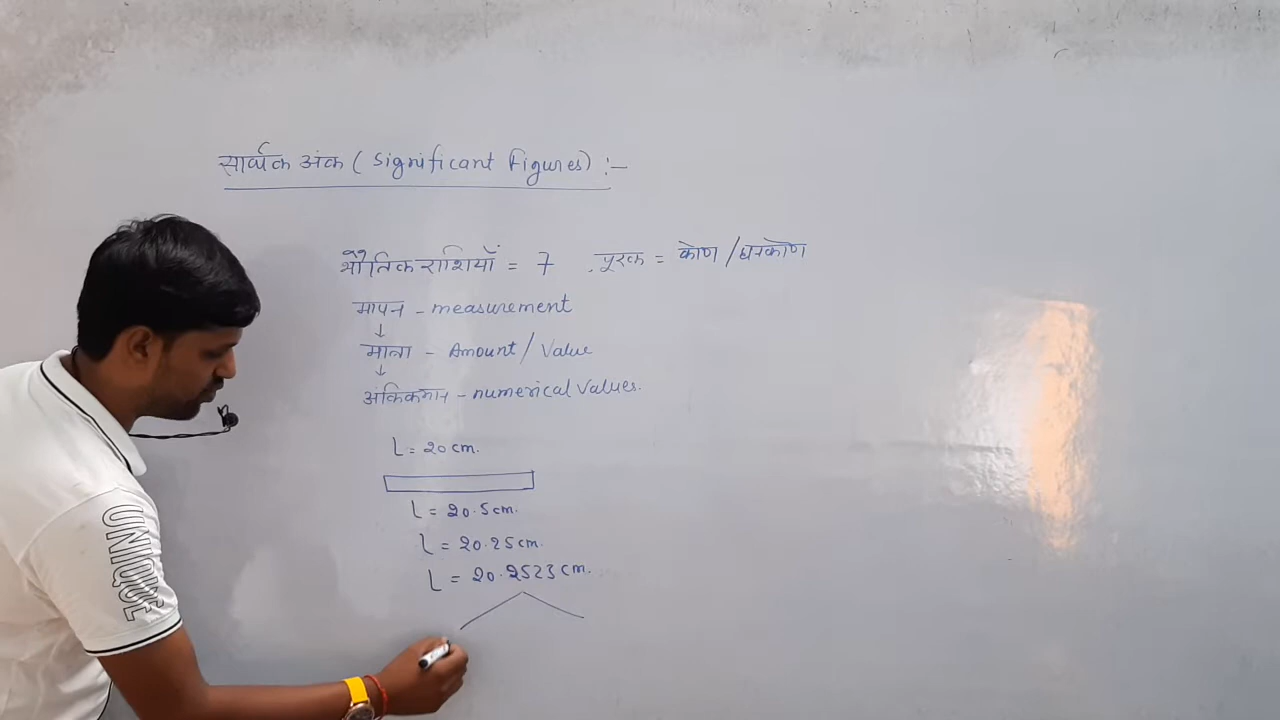 सार्थक अंक ( Significant Figures) :-
भौतिक राशियाँ = 7 , पूरक = कोण / घनकोण
मापन - measurement
↓
मात्रा - Amount / Value
↓
अंकिकमान - numerical values.
L = 20 cm.
L = 20.5 cm.
L = 20.25 cm.
L = 20.2523 cm.
UNIQUE